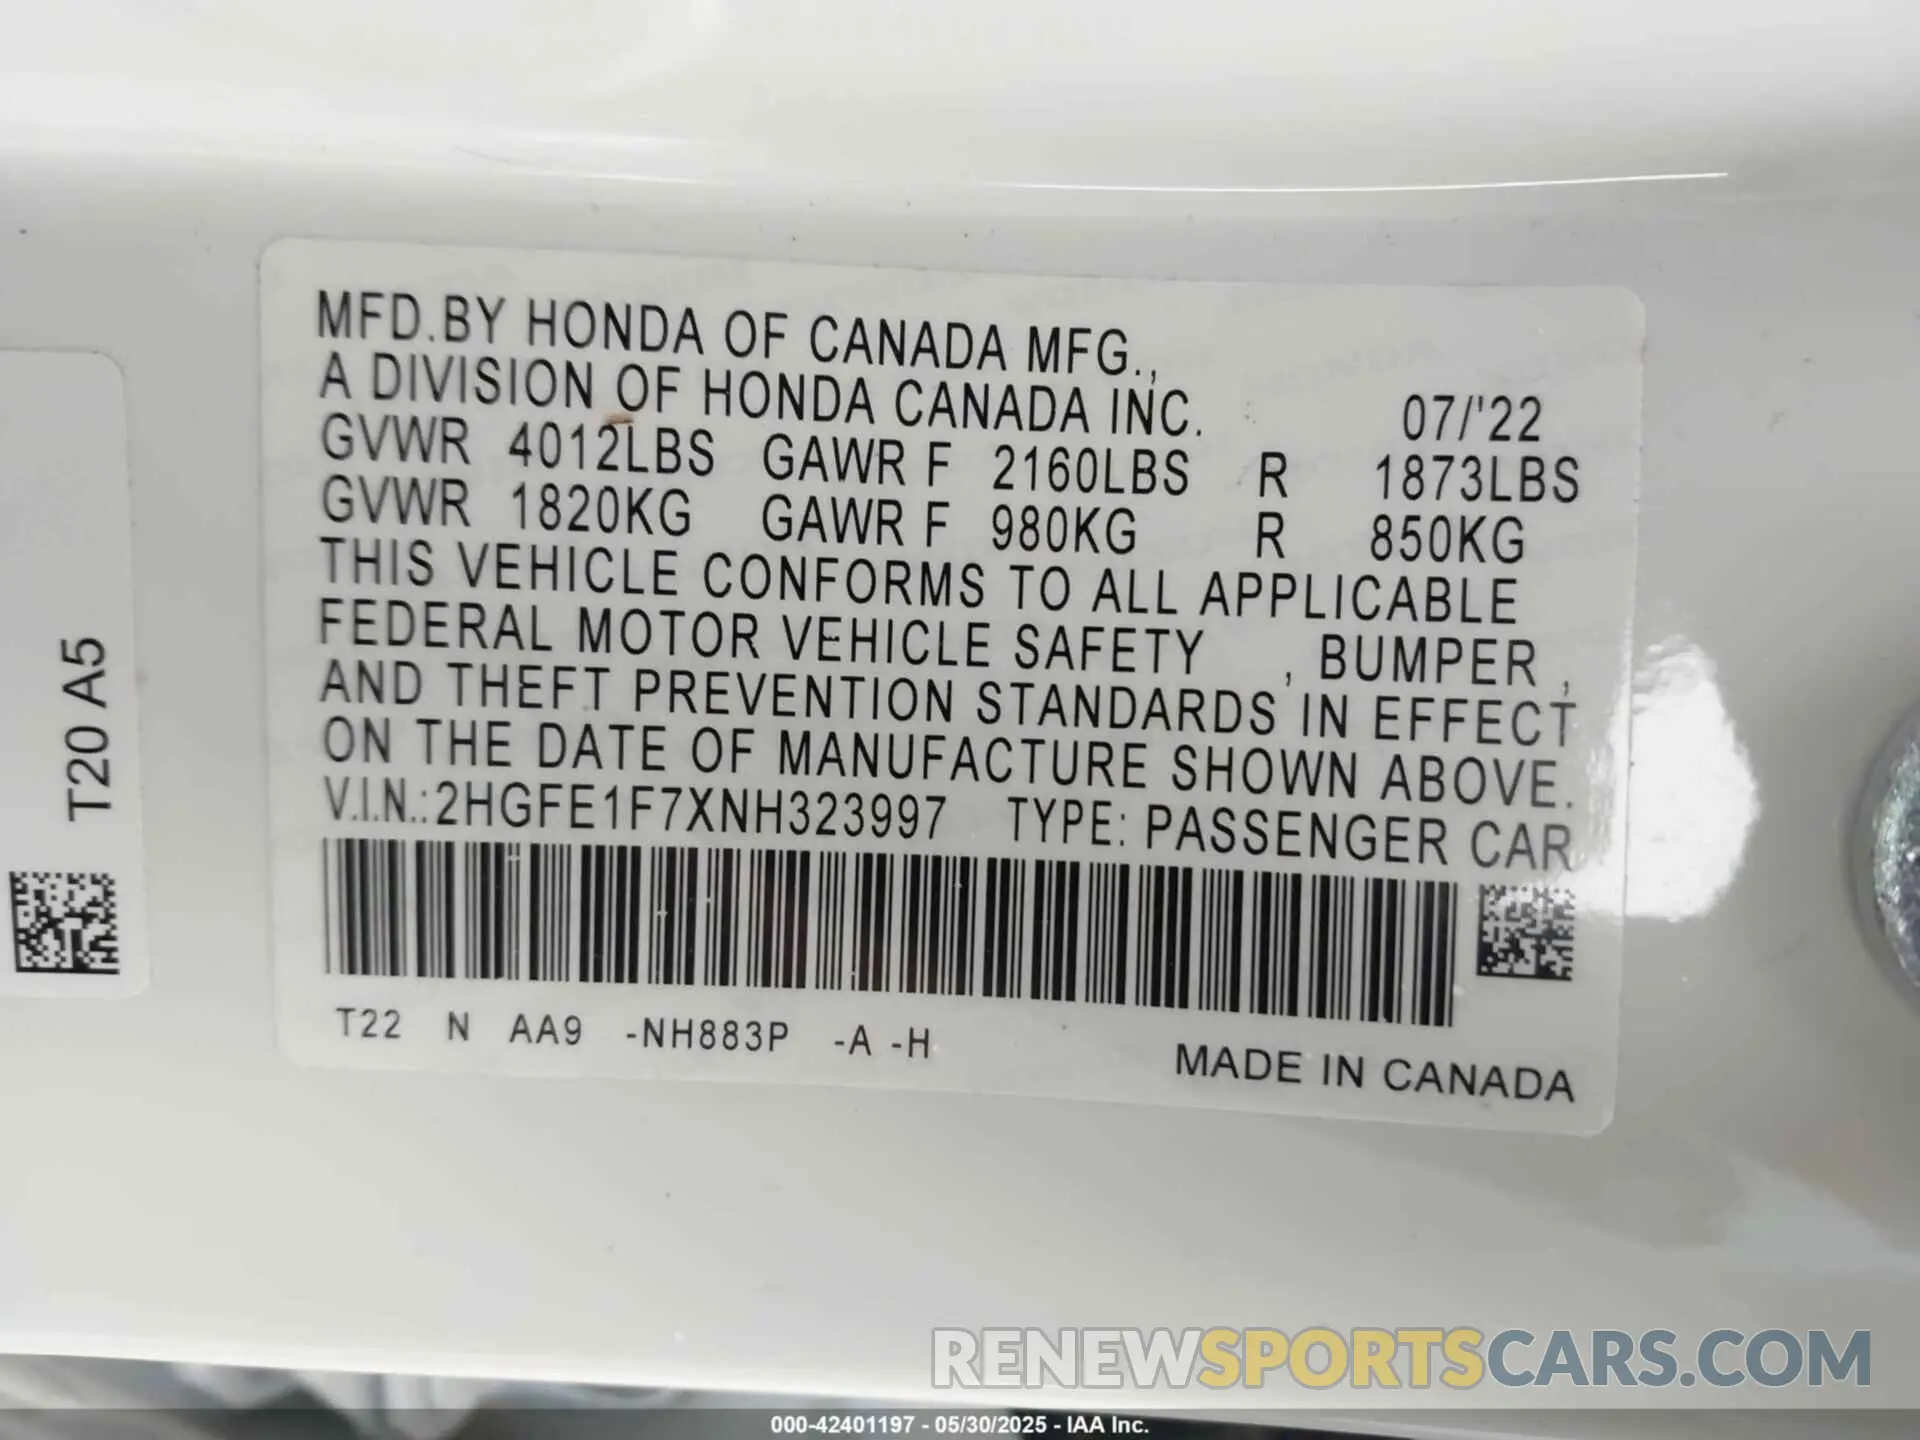 MFD.BY HONDA OF CANADA MFG.,
A DIVISION OF HONDA CANADA INC. 07/'22
GVWR 4012LBS GAWR F 2160LBS R 1873LBS
GVWR 1820KG GAWR F 980KG R 850KG
THIS VEHICLE CONFORMS TO ALL APPLICABLE
FEDERAL MOTOR VEHICLE SAFETY , BUMPER ,
AND THEFT PREVENTION STANDARDS IN EFFECT
ON THE DATE OF MANUFACTURE SHOWN ABOVE.
V.I.N.:2HGFE1F7XNH323997 TYPE: PASSENGER CAR
T22 N AA9 -NH883P -A -H
MADE IN CANADA
T20 A5
RENEWSPORTSCARS.COM
000-42401197 - 05/30/2025 - IAA Inc.